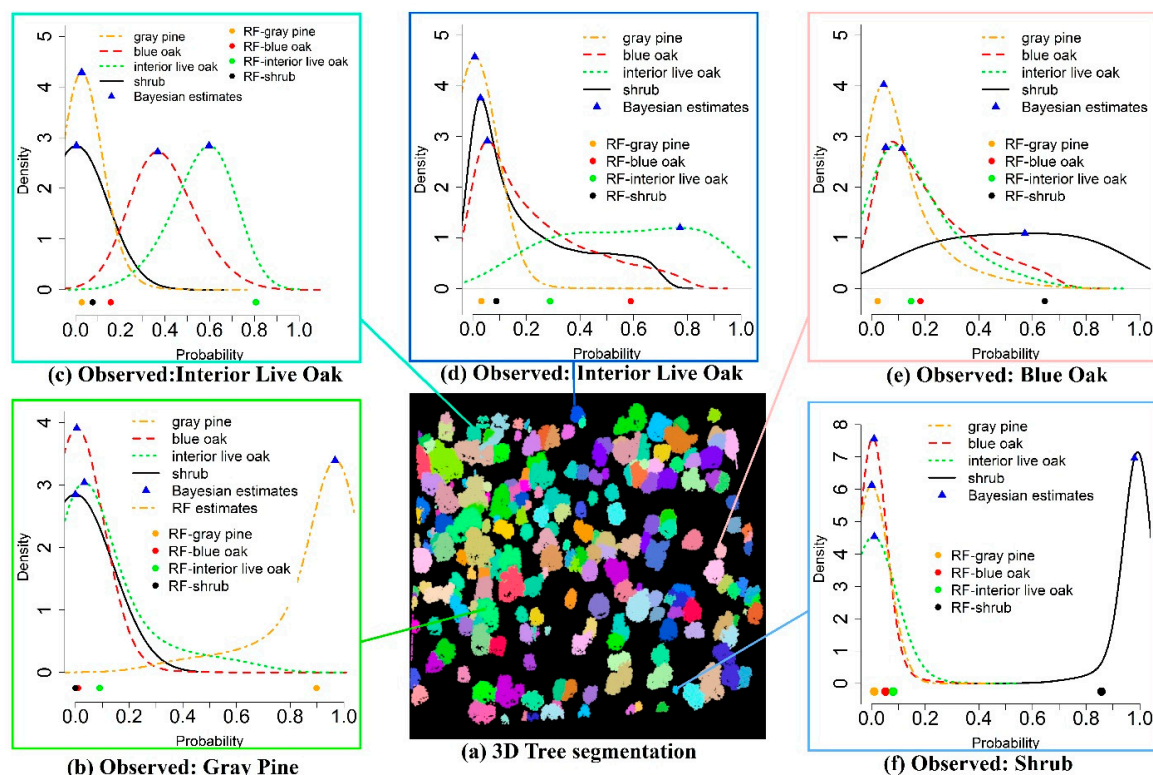 gray pine
blue oak
interior live oak
shrub
Bayesian estimates
RF-gray pine
RF-blue oak
RF-interior live oak
RF-shrub
Density
0 1 2 3 4 5
0.0 0.2 0.4 0.6 0.8 1.0
Probability
(c) Observed:Interior Live Oak
gray pine
blue oak
interior live oak
shrub
Bayesian estimates
RF-gray pine
RF-blue oak
RF-interior live oak
RF-shrub
Density
0 1 2 3 4 5
0.0 0.2 0.4 0.6 0.8 1.0
Probability
(d) Observed: Interior Live Oak
gray pine
blue oak
interior live oak
shrub
Bayesian estimates
RF-gray pine
RF-blue oak
RF-interior live oak
RF-shrub
Density
0 1 2 3 4 5
0.0 0.2 0.4 0.6 0.8 1.0
Probability
(e) Observed: Blue Oak
gray pine
blue oak
interior live oak
shrub
Bayesian estimates
RF estimates
RF-gray pine
RF-blue oak
RF-interior live oak
RF-shrub
Density
0 1 2 3 4
0.0 0.2 0.4 0.6 0.8 1.0
Probability
(b) Observed: Gray Pine
(a) 3D Tree segmentation
gray pine
blue oak
interior live oak
shrub
Bayesian estimates
RF-gray pine
RF-blue oak
RF-interior live oak
RF-shrub
Density
0 1 2 3 4 5 6 7 8
0.0 0.2 0.4 0.6 0.8 1.0
Probability
(f) Observed: Shrub